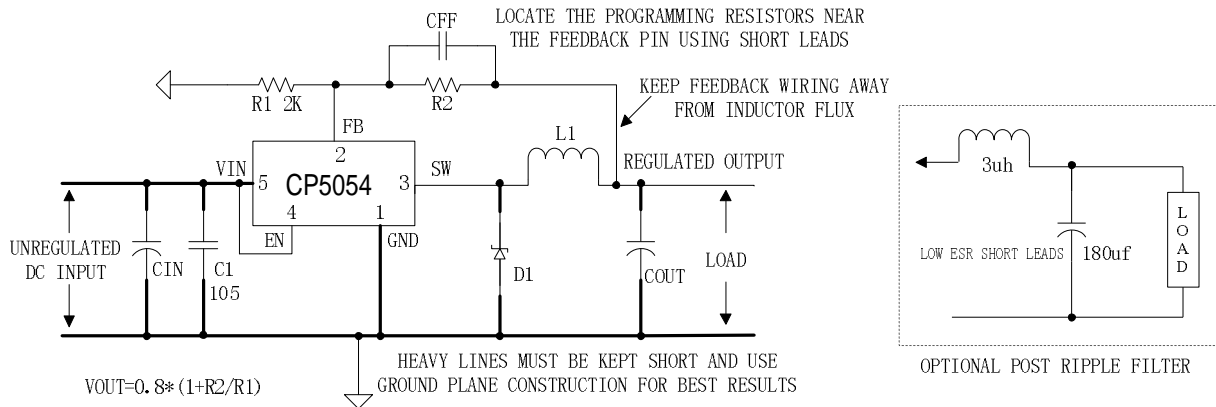 CFF
LOCATE THE PROGRAMMING RESISTORS NEAR
THE FEEDBACK PIN USING SHORT LEADS
R1 2K
R2
KEEP FEEDBACK WIRING AWAY
FROM INDUCTOR FLUX
FB
L1
VIN
2
SW
REGULATED OUTPUT
5
CP5054
3
4
1
EN
GND
UNREGULATED
DC INPUT
CIN
C1
105
D1
COUT
LOAD
3uh
LOW ESR SHORT LEADS
180uf
LOAD
HEAVY LINES MUST BE KEPT SHORT AND USE
GROUND PLANE CONSTRUCTION FOR BEST RESULTS
OPTIONAL POST RIPPLE FILTER
VOUT=0.8*(1+R2/R1)